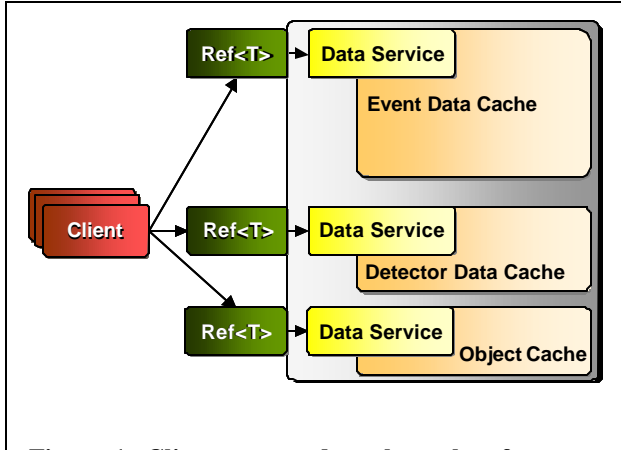 Ref<T>
Data Service
Event Data Cache
Client
Ref<T>
Data Service
Detector Data Cache
Ref<T>
Data Service
Object Cache